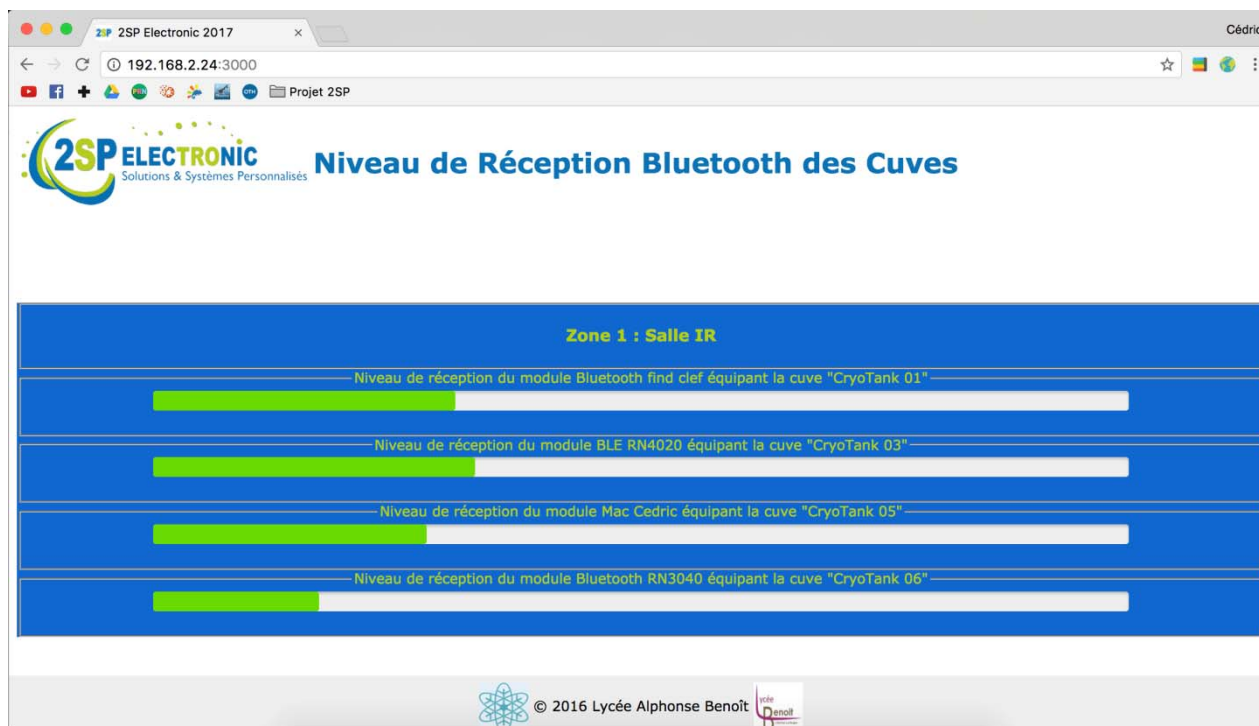 2SP Electronic 2017
Cédric
192.168.2.24:3000
Projet 2SP
2SP ELECTRONIC
Solutions & Systèmes Personnalisés
Niveau de Réception Bluetooth des Cuves
Zone 1 : Salle IR
Niveau de réception du module Bluetooth find clef équipant la cuve "CryoTank 01"
Niveau de réception du module BLE RN4020 équipant la cuve "CryoTank 03"
Niveau de réception du module Mac Cedric équipant la cuve "CryoTank 05"
Niveau de réception du module Bluetooth RN3040 équipant la cuve "CryoTank 06"
© 2016 Lycée Alphonse Benoît
lycée
Benoit